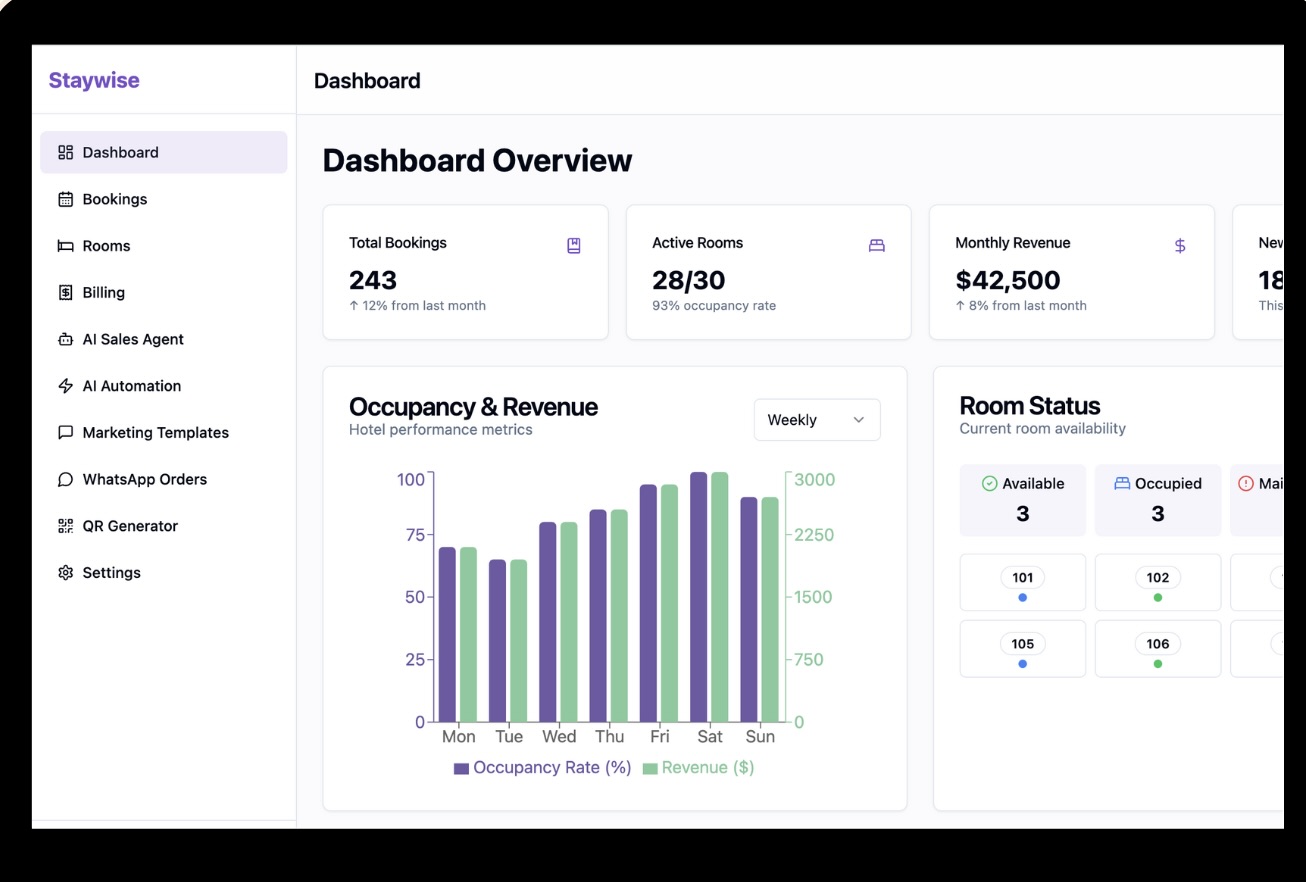 Staywise
Dashboard
Dashboard
Bookings
Rooms
Billing
AI Sales Agent
AI Automation
Marketing Templates
WhatsApp Orders
QR Generator
Settings
Dashboard Overview
Total Bookings
243
↑ 12% from last month
Active Rooms
28/30
93% occupancy rate
Monthly Revenue
$
$42,500
↑ 8% from last month
New
18
This
Occupancy & Revenue
Hotel performance metrics
Weekly
100
75
50
25
0
3000
2250
1500
750
0
Mon Tue Wed Thu Fri Sat Sun
Occupancy Rate (%) Revenue ($)
Room Status
Current room availability
Available
3
Occupied
3
101
102
105
106